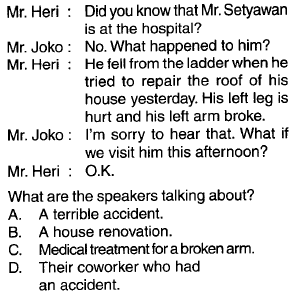 Mr. Heri : Did you know that Mr. Setyawan
is at the hospital?
Mr. Joko : No. What happened to him?
Mr. Heri : He fell from the ladder when he
tried to repair the roof of his
house yesterday. His left leg is
hurt and his left arm broke.
Mr. Joko : I'm sorry to hear that. What if
we visit him this afternoon?
Mr. Heri : O.K.
What are the speakers talking about?
A. A terrible accident.
B. A house renovation.
C. Medical treatment for a broken arm.
D. Their coworker who had
an accident.